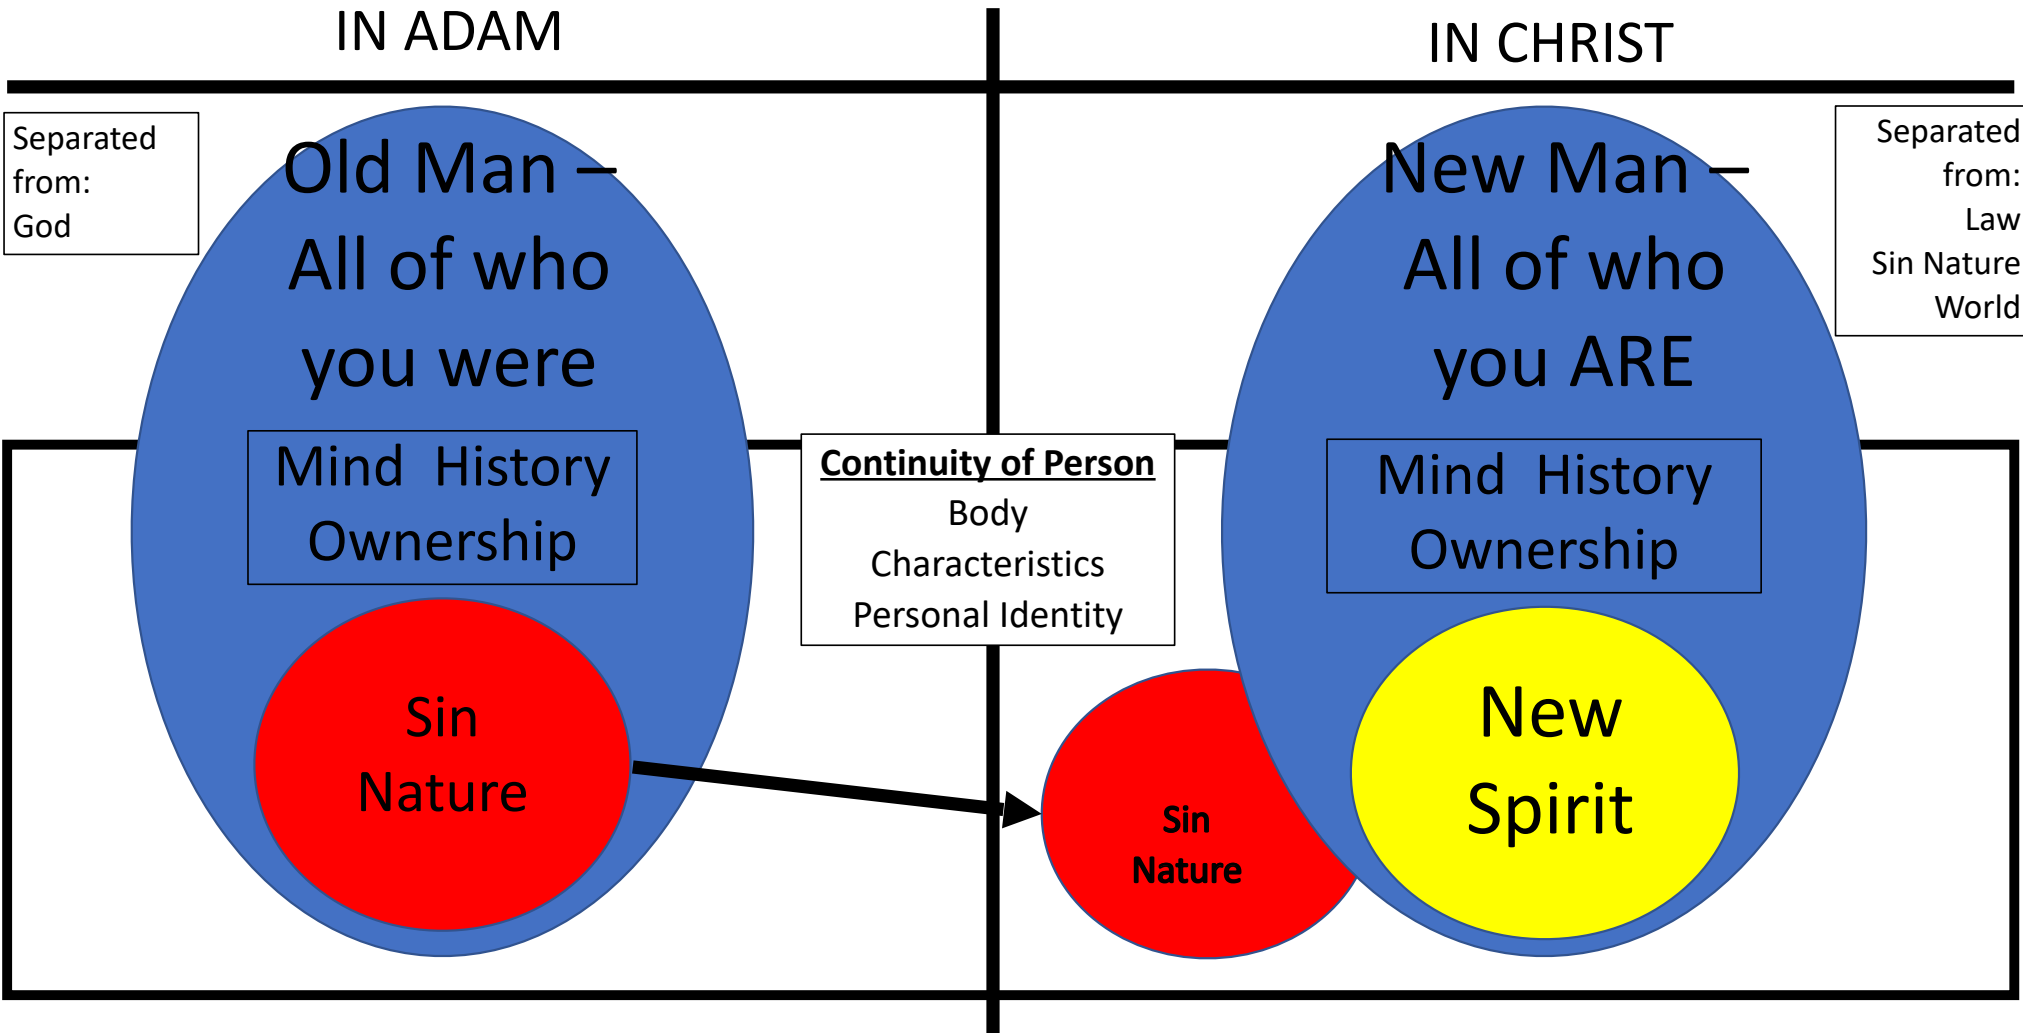 IN ADAM
IN CHRIST
Separated
from:
God
Old Man –
All of who
you were
Mind  History
Ownership
Sin
Nature
Continuity of Person
Body
Characteristics
Personal Identity
Sin
Nature
New Man –
All of who
you ARE
Mind  History
Ownership
New
Spirit
Separated
from:
Law
Sin Nature
World